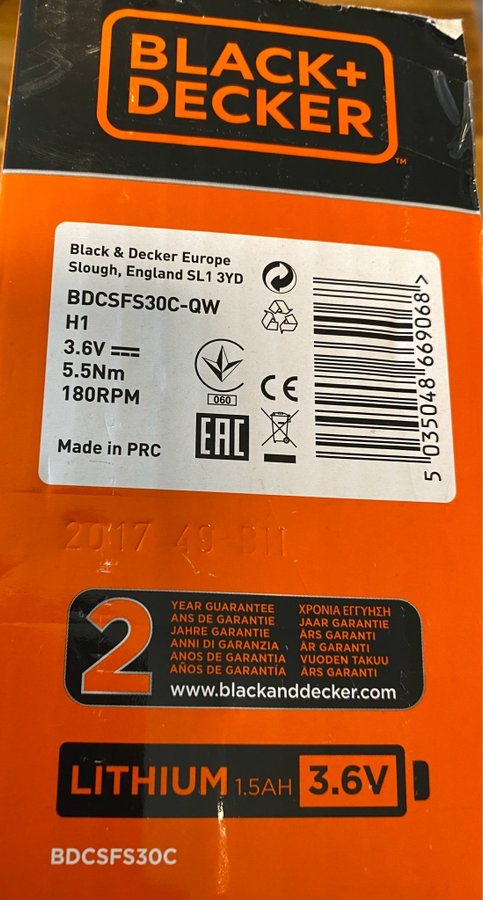 BLACK+
DECKER
TM
Black & Decker Europe
Slough, England SL1 3YD
BDCSFS30C-QW
H1
3.6V
5.5Nm
180RPM
060
CE
EAC
Made in PRC
5 035048 669068>
2017 49-
2
YEAR GUARANTEE
ANS DE GARANTIE
JAHRE GARANTIE
ANNI DI GARANZIA
ANOS DE GARANTIA
AÑOS DE GARANTÍA
ΧΡΟΝΙΑ ΕΓΓΥΗΣΗ
JAAR GARANTIE
ÅRS GARANTI
ÅR GARANTI
VUODEN TAKUU
ÅRS GARANTI
www.blackanddecker.com
LITHIUM 1.5AH 3.6V
BDCSFS30C